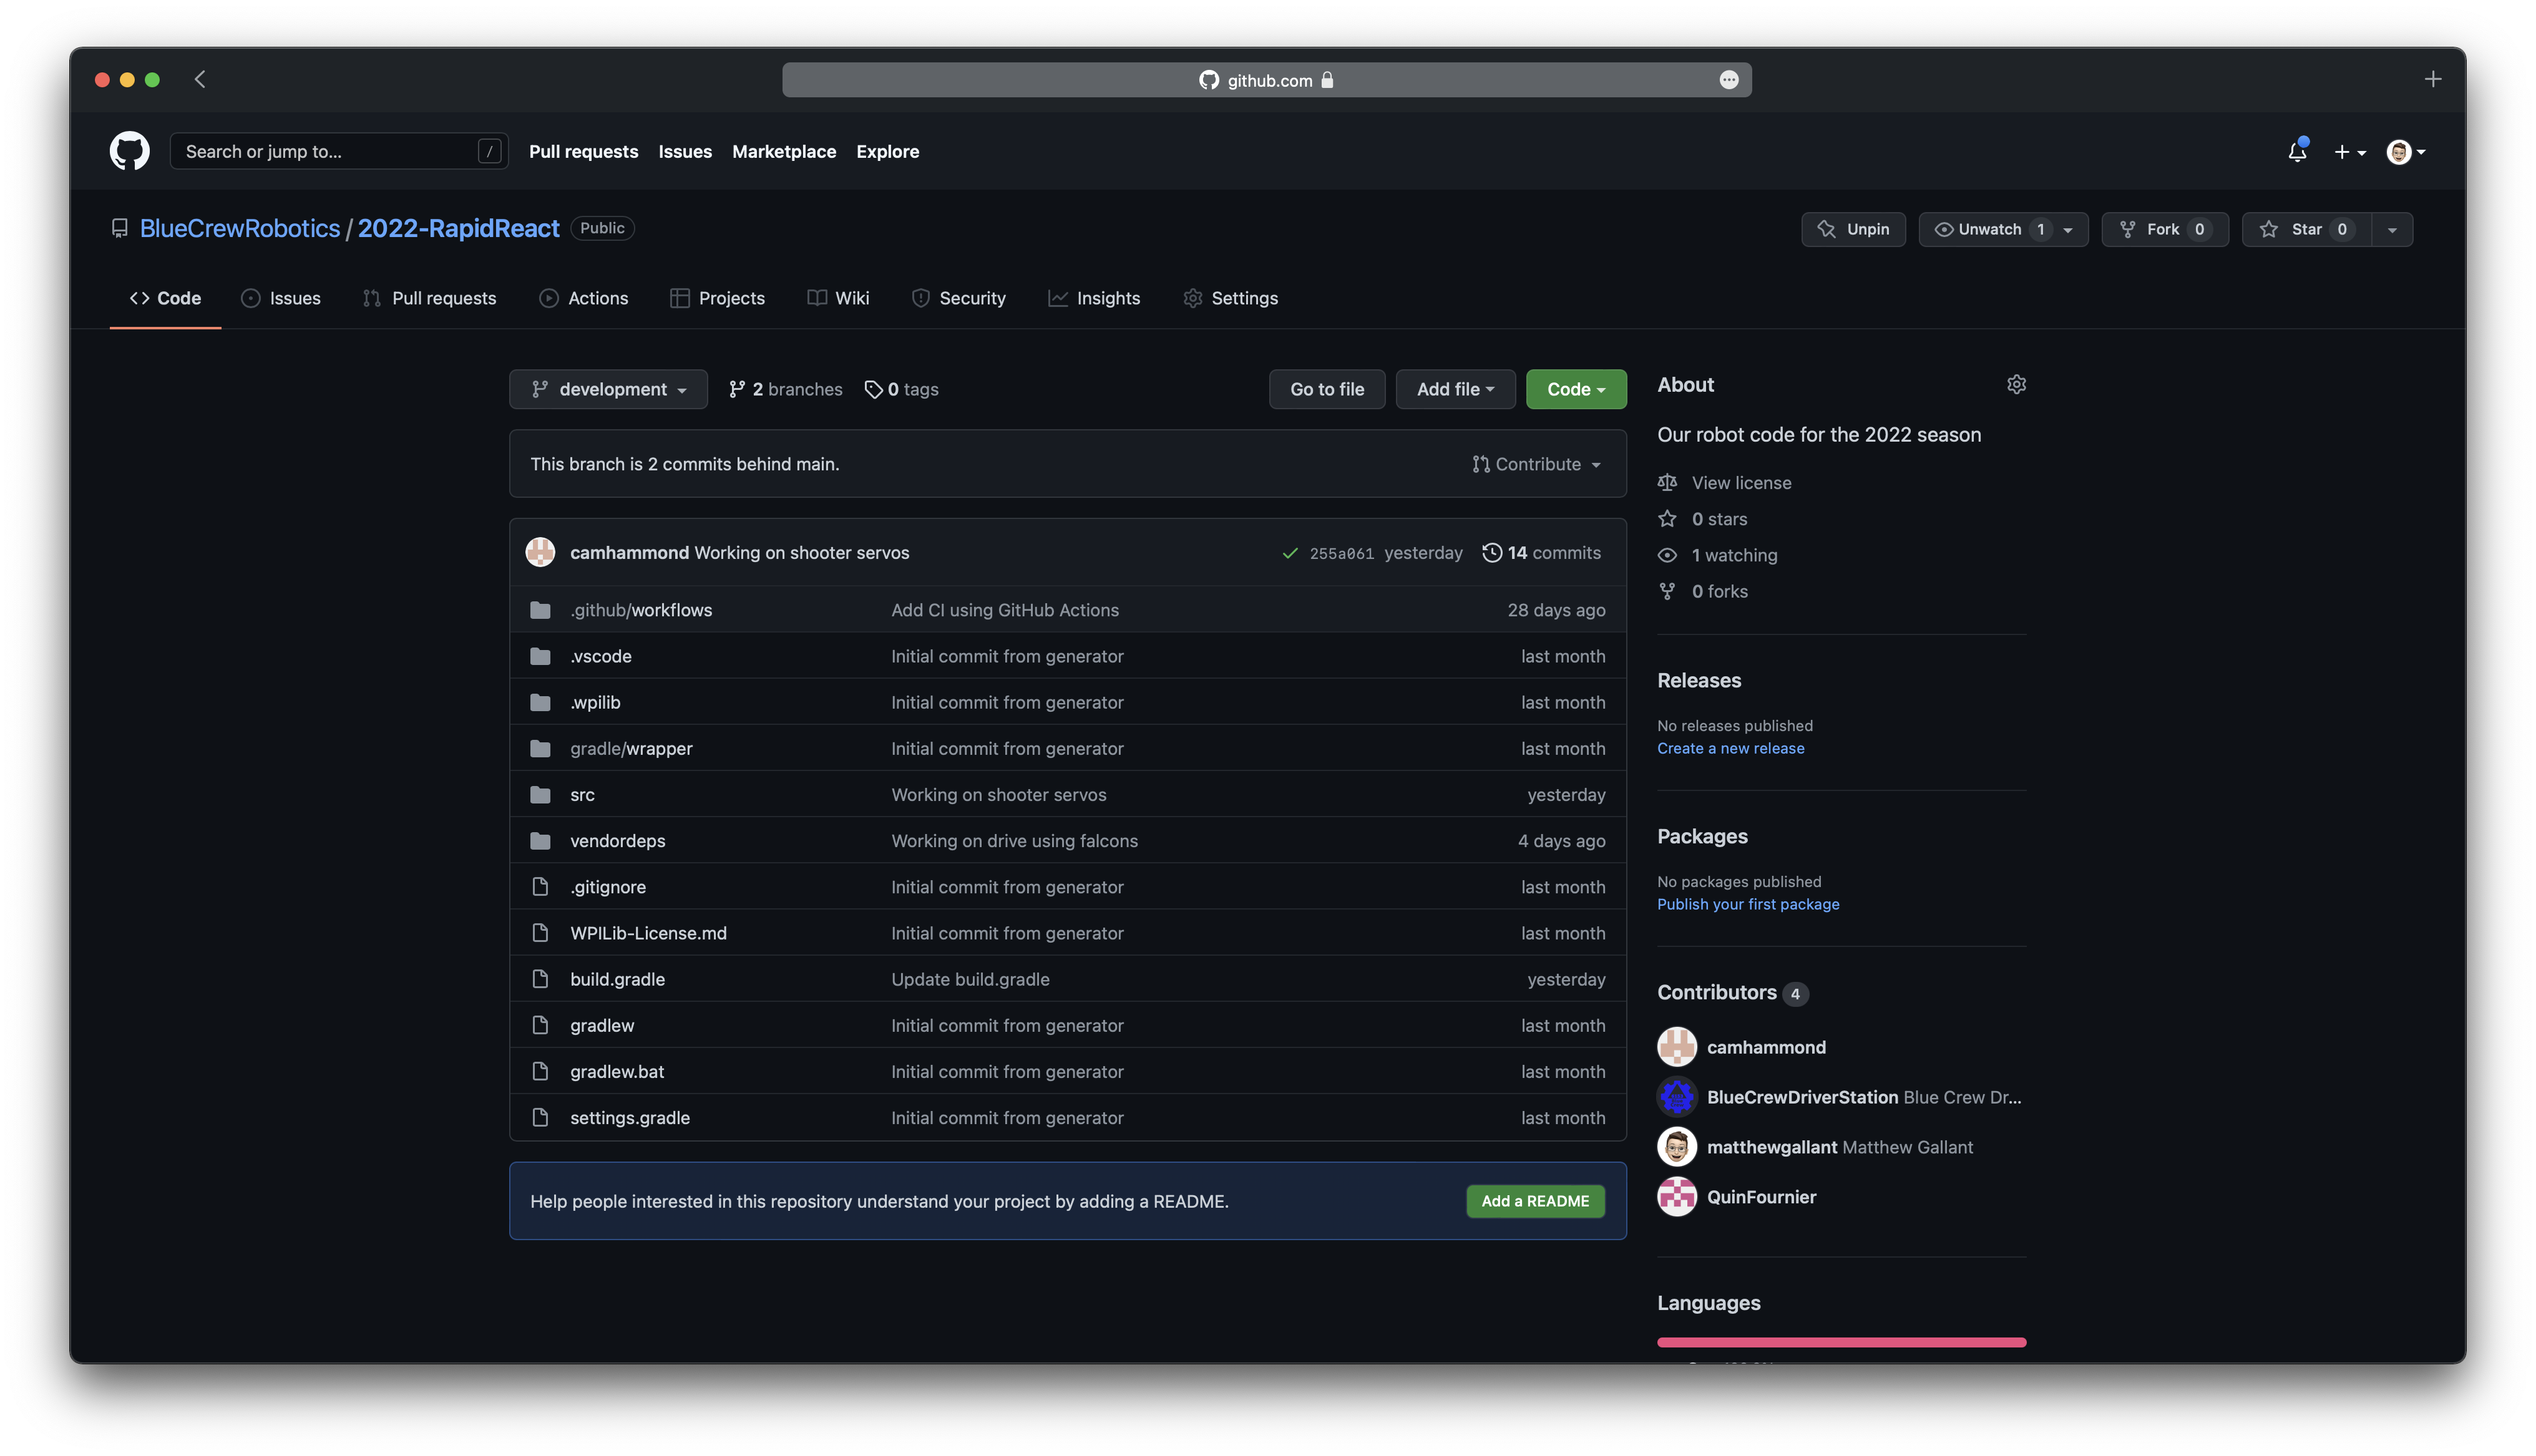 github.com
Search or jump to... /
Pull requests Issues Marketplace Explore
BlueCrewRobotics / 2022-RapidReact Public
Unpin Unwatch 1 Fork 0 Star 0
Code Issues Pull requests Actions Projects Wiki Security Insights Settings
development 2 branches 0 tags Go to file Add file Code
This branch is 2 commits behind main. Contribute
camhammond Working on shooter servos 255a061 yesterday 14 commits
.github/workflows Add CI using GitHub Actions 28 days ago
.vscode Initial commit from generator last month
.wpilib Initial commit from generator last month
gradle/wrapper Initial commit from generator last month
src Working on shooter servos yesterday
vendordeps Working on drive using falcons 4 days ago
.gitignore Initial commit from generator last month
WPILib-License.md Initial commit from generator last month
build.gradle Update build.gradle yesterday
gradlew Initial commit from generator last month
gradlew.bat Initial commit from generator last month
settings.gradle Initial commit from generator last month
Help people interested in this repository understand your project by adding a README. Add a README
About
Our robot code for the 2022 season
View license
0 stars
1 watching
0 forks
Releases
No releases published
Create a new release
Packages
No packages published
Publish your first package
Contributors 4
camhammond
BlueCrewDriverStation Blue Crew Dr...
matthewgallant Matthew Gallant
QuinFournier
Languages